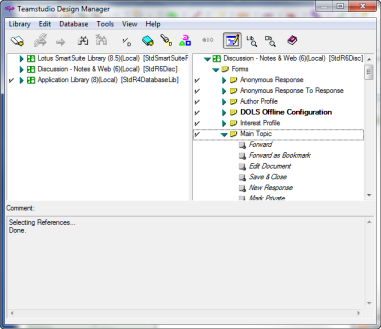 Teamstudio Design Manager
Library Edit Database Tools View Help
Lotus SmartSuite Library (8.5)(Local) [StdSmartSuiteF
Discussion - Notes & Web (6)(Local) [StdR6Disc]
Application Library (8)(Local) [StdR4DatabaseLib]
Discussion - Notes & Web (6)(Local) [StdR6Disc]
Forms
Anonymous Response
Anonymous Response To Response
Author Profile
DOLS Offline Configuration
Interest Profile
Main Topic
Forward
Forward as Bookmark
Edit Document
Save & Close
New Response
Mark Private
Comment:
Selecting References...
Done.